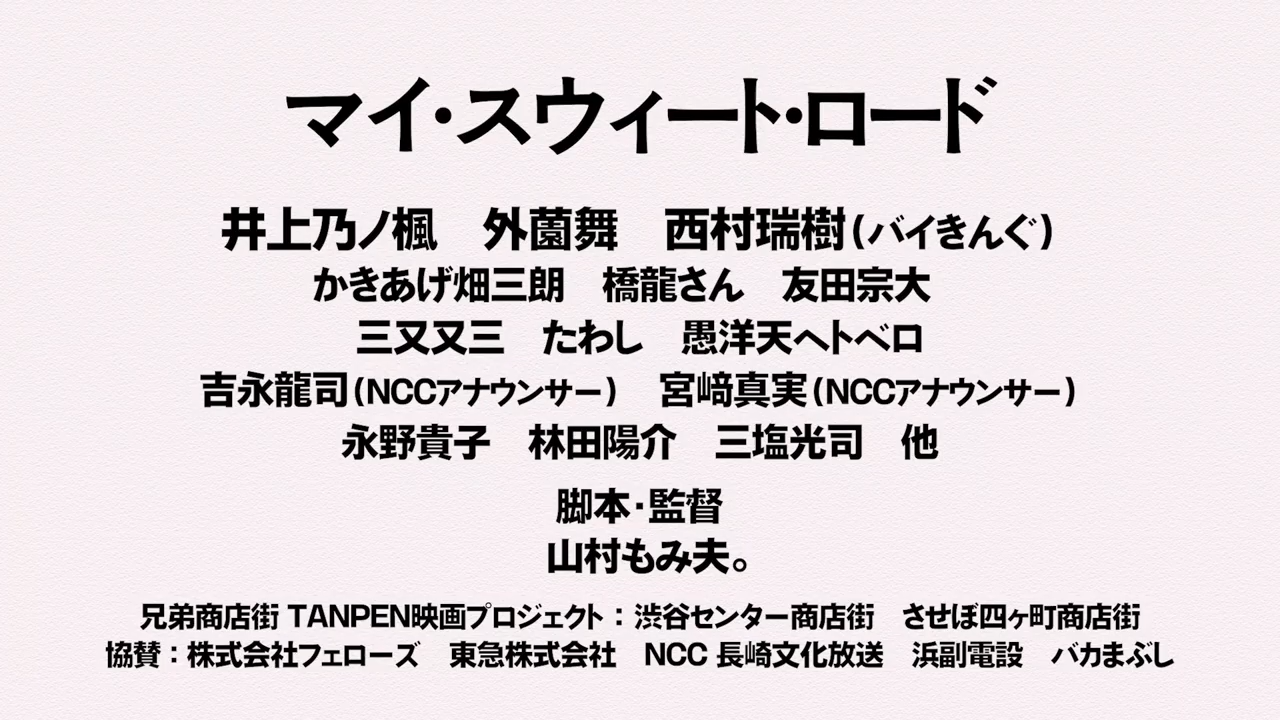 マイ・スウィート・ロード
井上乃ノ楓　外薗舞　西村瑞樹（バイきんぐ）
かきあげ畑三朗　橋龍さん　友田宗大
三又又三　たわし　愚洋天ヘトベロ
吉永龍司（NCCアナウンサー）　宮﨑真実（NCCアナウンサー）
永野貴子　林田陽介　三塩光司　他
脚本・監督
山村もみ夫。
兄弟商店街 TANPEN映画プロジェクト：渋谷センター商店街　させぼ四ヶ町商店街
協賛：株式会社フェローズ　東急株式会社　NCC 長崎文化放送　浜副電設　バカまぶし